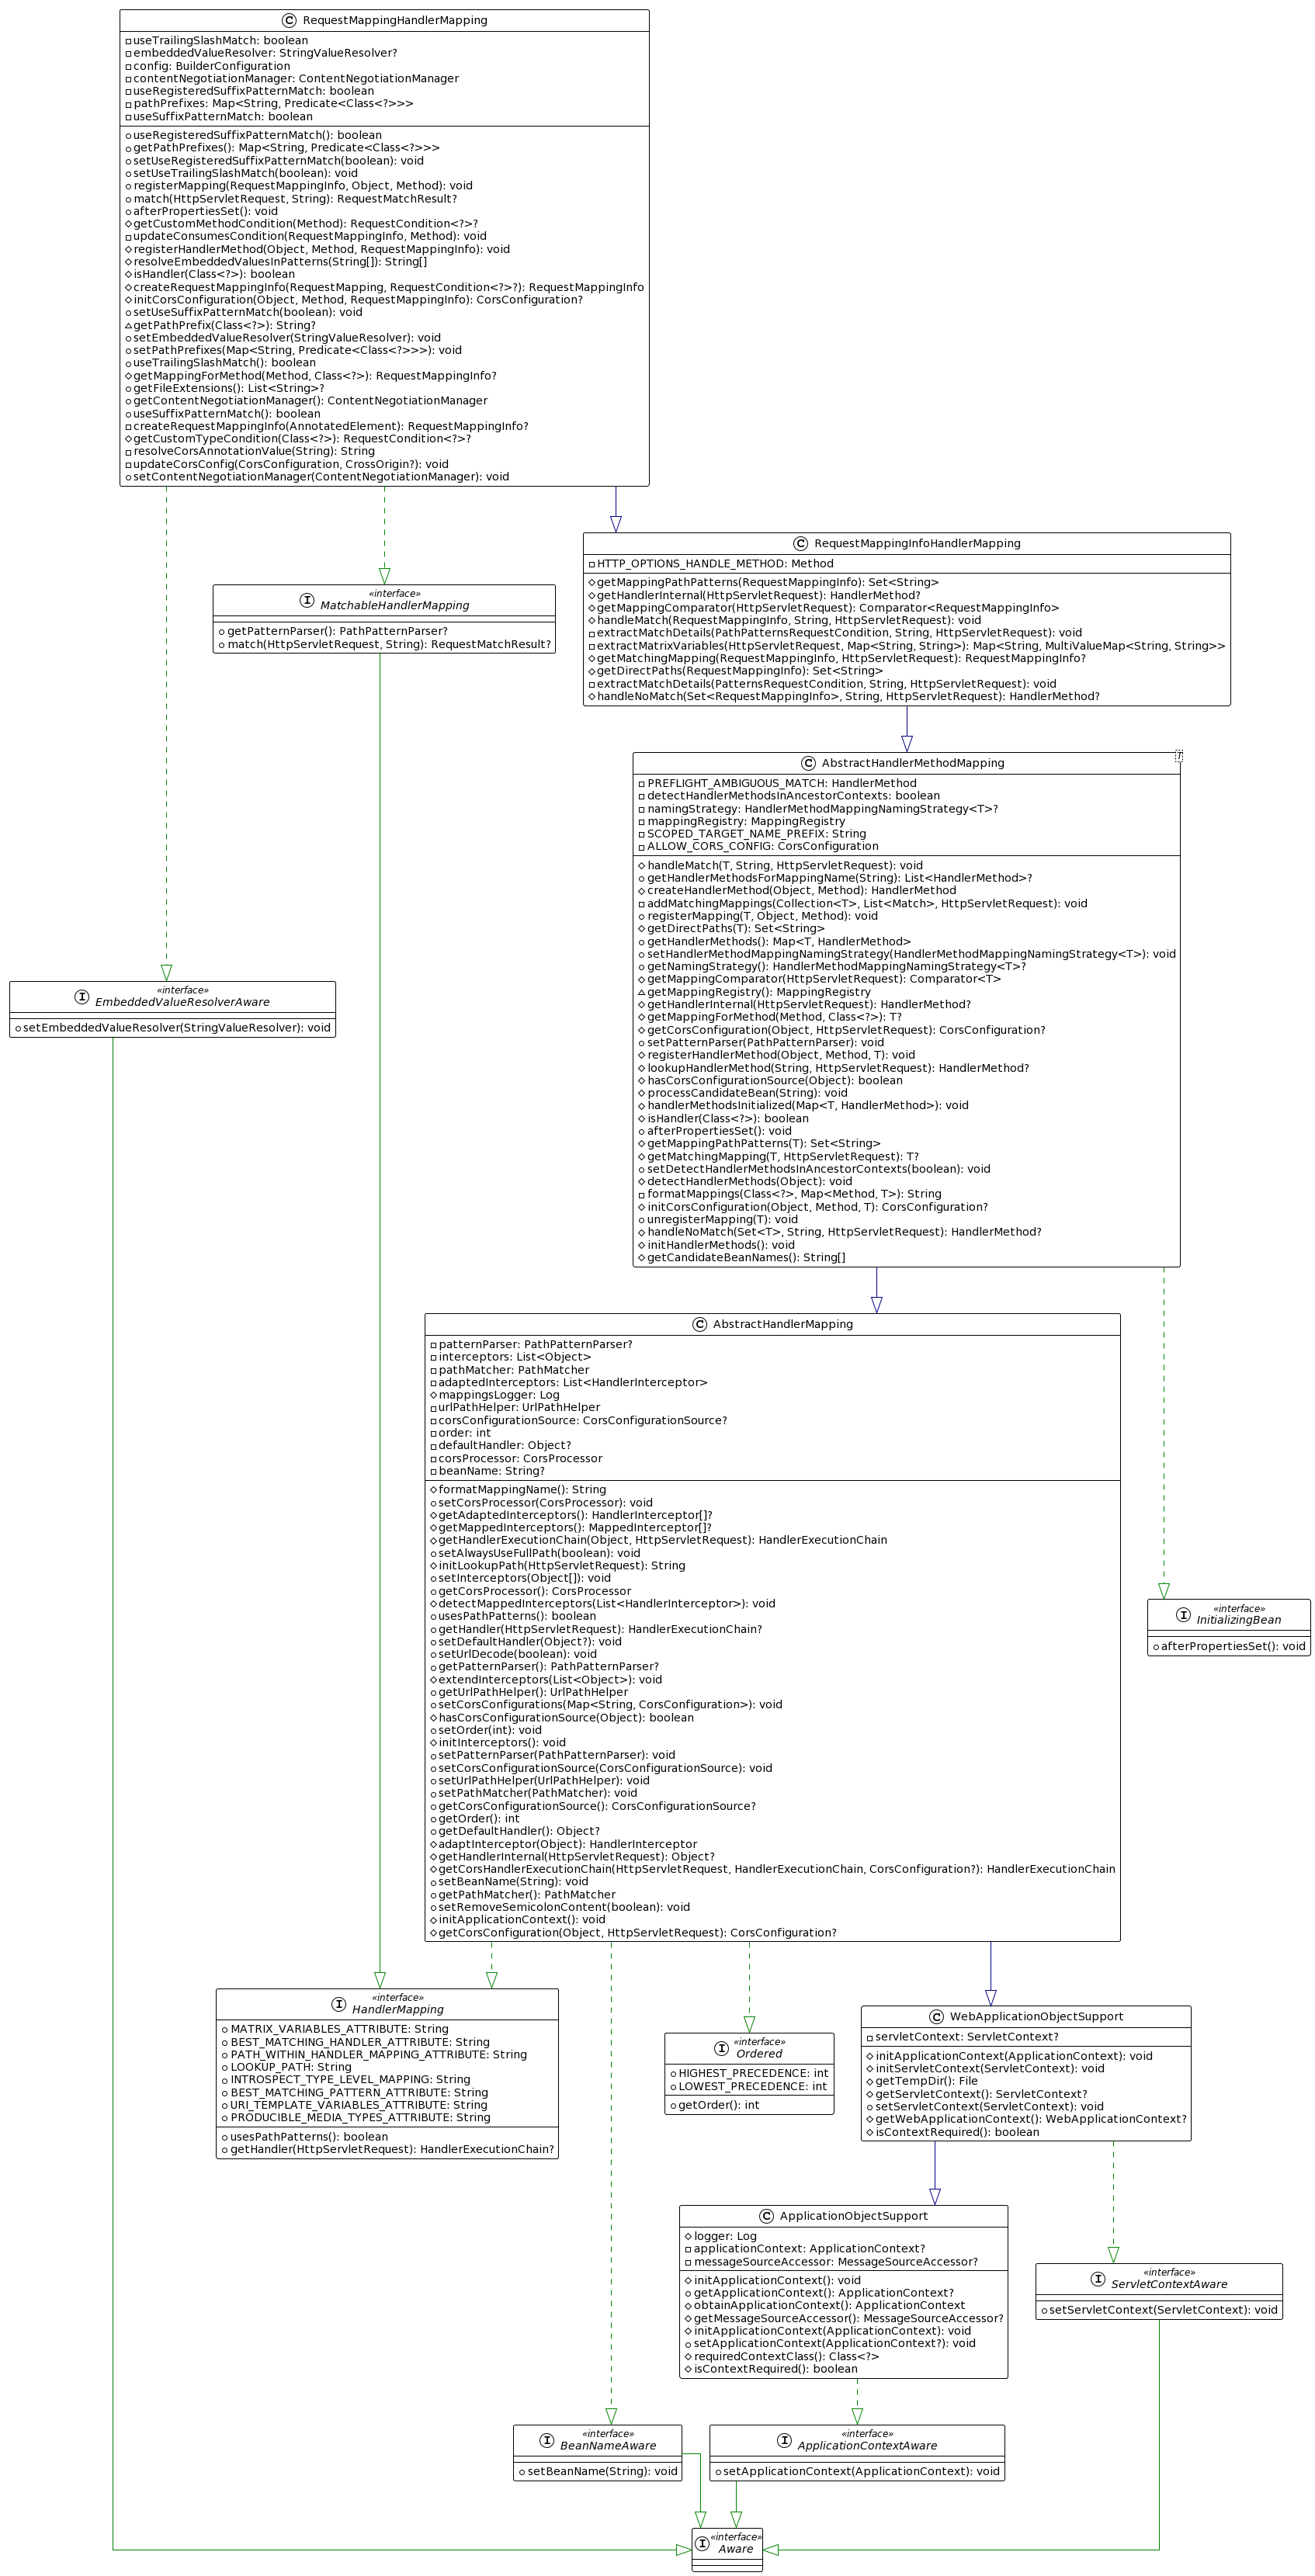 C RequestMappingHandlerMapping
useTrailingSlashMatch: boolean
embeddedValueResolver: StringValueResolver?
config: BuilderConfiguration
contentNegotiationManager: ContentNegotiationManager
useRegisteredSuffixPatternMatch: boolean
pathPrefixes: Map<String, Predicate<Class<?>>>
useSuffixPatternMatch: boolean
useRegisteredSuffixPatternMatch(): boolean
getPathPrefixes(): Map<String, Predicate<Class<?>>>
setUseRegisteredSuffixPatternMatch(boolean): void
setUseTrailingSlashMatch(boolean): void
registerMapping(RequestMappingInfo, Object, Method): void
match(HttpServletRequest, String): RequestMatchResult?
afterPropertiesSet(): void
getCustomMethodCondition(Method): RequestCondition<?>?
updateConsumesCondition(RequestMappingInfo, Method): void
registerHandlerMethod(Object, Method, RequestMappingInfo): void
resolveEmbeddedValuesInPatterns(String[]): String[]
isHandler(Class<?>): boolean
createRequestMappingInfo(RequestMapping, RequestCondition<?>?): RequestMappingInfo
initCorsConfiguration(Object, Method, RequestMappingInfo): CorsConfiguration?
setUseSuffixPatternMatch(boolean): void
getPathPrefix(Class<?>): String?
setEmbeddedValueResolver(StringValueResolver): void
setPathPrefixes(Map<String, Predicate<Class<?>>>): void
useTrailingSlashMatch(): boolean
getMappingForMethod(Method, Class<?>): RequestMappingInfo?
getFileExtensions(): List<String>?
getContentNegotiationManager(): ContentNegotiationManager
useSuffixPatternMatch(): boolean
createRequestMappingInfo(AnnotatedElement): RequestMappingInfo?
getCustomTypeCondition(Class<?>): RequestCondition<?>?
resolveCorsAnnotationValue(String): String
updateCorsConfig(CorsConfiguration, CrossOrigin?): void
setContentNegotiationManager(ContentNegotiationManager): void
C RequestMappingInfoHandlerMapping
HTTP_OPTIONS_HANDLE_METHOD: Method
getMappingPathPatterns(RequestMappingInfo): Set<String>
getHandlerInternal(HttpServletRequest): HandlerMethod?
getMappingComparator(HttpServletRequest): Comparator<RequestMappingInfo>
handleMatch(RequestMappingInfo, String, HttpServletRequest): void
extractMatchDetails(PathPatternsRequestCondition, String, HttpServletRequest): void
extractMatrixVariables(HttpServletRequest, Map<String, String>): Map<String, MultiValueMap<String, String>>
getMatchingMapping(RequestMappingInfo, HttpServletRequest): RequestMappingInfo?
getDirectPaths(RequestMappingInfo): Set<String>
extractMatchDetails(PatternsRequestCondition, String, HttpServletRequest): void
handleNoMatch(Set<RequestMappingInfo>, String, HttpServletRequest): HandlerMethod?
«interface»
I MatchableHandlerMapping
getPatternParser(): PathPatternParser?
match(HttpServletRequest, String): RequestMatchResult?
C AbstractHandlerMethodMapping
T
PREFLIGHT_AMBIGUOUS_MATCH: HandlerMethod
detectHandlerMethodsInAncestorContexts: boolean
namingStrategy: HandlerMethodMappingNamingStrategy<T>?
mappingRegistry: MappingRegistry
SCOPED_TARGET_NAME_PREFIX: String
ALLOW_CORS_CONFIG: CorsConfiguration
handleMatch(T, String, HttpServletRequest): void
getHandlerMethodsForMappingName(String): List<HandlerMethod>?
createHandlerMethod(Object, Method): HandlerMethod
addMatchingMappings(Collection<T>, List<Match>, HttpServletRequest): void
registerMapping(T, Object, Method): void
getDirectPaths(T): Set<String>
getHandlerMethods(): Map<T, HandlerMethod>
setHandlerMethodMappingNamingStrategy(HandlerMethodMappingNamingStrategy<T>): void
getNamingStrategy(): HandlerMethodMappingNamingStrategy<T>?
getMappingComparator(HttpServletRequest): Comparator<T>
getMappingRegistry(): MappingRegistry
getHandlerInternal(HttpServletRequest): HandlerMethod?
getMappingForMethod(Method, Class<?>): T?
getCorsConfiguration(Object, HttpServletRequest): CorsConfiguration?
setPatternParser(PathPatternParser): void
registerHandlerMethod(Object, Method, T): void
lookupHandlerMethod(String, HttpServletRequest): HandlerMethod?
hasCorsConfigurationSource(Object): boolean
processCandidateBean(String): void
handlerMethodsInitialized(Map<T, HandlerMethod>): void
isHandler(Class<?>): boolean
afterPropertiesSet(): void
getMappingPathPatterns(T): Set<String>
getMatchingMapping(T, HttpServletRequest): T?
setDetectHandlerMethodsInAncestorContexts(boolean): void
detectHandlerMethods(Object): void
formatMappings(Class<?>, Map<Method, T>): String
initCorsConfiguration(Object, Method, T): CorsConfiguration?
unregisterMapping(T): void
handleNoMatch(Set<T>, String, HttpServletRequest): HandlerMethod?
initHandlerMethods(): void
getCandidateBeanNames(): String[]
«interface»
I EmbeddedValueResolverAware
setEmbeddedValueResolver(StringValueResolver): void
C AbstractHandlerMapping
patternParser: PathPatternParser?
interceptors: List<Object>
pathMatcher: PathMatcher
adaptedInterceptors: List<HandlerInterceptor>
mappingsLogger: Log
urlPathHelper: UrlPathHelper
corsConfigurationSource: CorsConfigurationSource?
order: int
defaultHandler: Object?
corsProcessor: CorsProcessor
beanName: String?
formatMappingName(): String
setCorsProcessor(CorsProcessor): void
getAdaptedInterceptors(): HandlerInterceptor[]?
getMappedInterceptors(): MappedInterceptor[]?
getHandlerExecutionChain(Object, HttpServletRequest): HandlerExecutionChain
setAlwaysUseFullPath(boolean): void
initLookupPath(HttpServletRequest): String
setInterceptors(Object[]): void
getCorsProcessor(): CorsProcessor
detectMappedInterceptors(List<HandlerInterceptor>): void
usesPathPatterns(): boolean
getHandler(HttpServletRequest): HandlerExecutionChain?
setDefaultHandler(Object?): void
setUrlDecode(boolean): void
getPatternParser(): PathPatternParser?
extendInterceptors(List<Object>): void
getUrlPathHelper(): UrlPathHelper
setCorsConfigurations(Map<String, CorsConfiguration>): void
hasCorsConfigurationSource(Object): boolean
setOrder(int): void
initInterceptors(): void
setPatternParser(PathPatternParser): void
setCorsConfigurationSource(CorsConfigurationSource): void
setUrlPathHelper(UrlPathHelper): void
setPathMatcher(PathMatcher): void
getCorsConfigurationSource(): CorsConfigurationSource?
getOrder(): int
getDefaultHandler(): Object?
adaptInterceptor(Object): HandlerInterceptor
getHandlerInternal(HttpServletRequest): Object?
getCorsHandlerExecutionChain(HttpServletRequest, HandlerExecutionChain, CorsConfiguration?): HandlerExecutionChain
setBeanName(String): void
getPathMatcher(): PathMatcher
setRemoveSemicolonContent(boolean): void
initApplicationContext(): void
getCorsConfiguration(Object, HttpServletRequest): CorsConfiguration?
«interface»
I InitializingBean
afterPropertiesSet(): void
«interface»
I HandlerMapping
MATRIX_VARIABLES_ATTRIBUTE: String
BEST_MATCHING_HANDLER_ATTRIBUTE: String
PATH_WITHIN_HANDLER_MAPPING_ATTRIBUTE: String
LOOKUP_PATH: String
INTROSPECT_TYPE_LEVEL_MAPPING: String
BEST_MATCHING_PATTERN_ATTRIBUTE: String
URI_TEMPLATE_VARIABLES_ATTRIBUTE: String
PRODUCIBLE_MEDIA_TYPES_ATTRIBUTE: String
usesPathPatterns(): boolean
getHandler(HttpServletRequest): HandlerExecutionChain?
«interface»
I Ordered
HIGHEST_PRECEDENCE: int
LOWEST_PRECEDENCE: int
getOrder(): int
C WebApplicationObjectSupport
servletContext: ServletContext?
initApplicationContext(ApplicationContext): void
initServletContext(ServletContext): void
getTempDir(): File
getServletContext(): ServletContext?
setServletContext(ServletContext): void
getWebApplicationContext(): WebApplicationContext?
isContextRequired(): boolean
C ApplicationObjectSupport
logger: Log
applicationContext: ApplicationContext?
messageSourceAccessor: MessageSourceAccessor?
initApplicationContext(): void
getApplicationContext(): ApplicationContext?
obtainApplicationContext(): ApplicationContext
getMessageSourceAccessor(): MessageSourceAccessor?
initApplicationContext(ApplicationContext): void
setApplicationContext(ApplicationContext?): void
requiredContextClass(): Class<?>
isContextRequired(): boolean
«interface»
I ServletContextAware
setServletContext(ServletContext): void
«interface»
I BeanNameAware
setBeanName(String): void
«interface»
I ApplicationContextAware
setApplicationContext(ApplicationContext): void
«interface»
I Aware